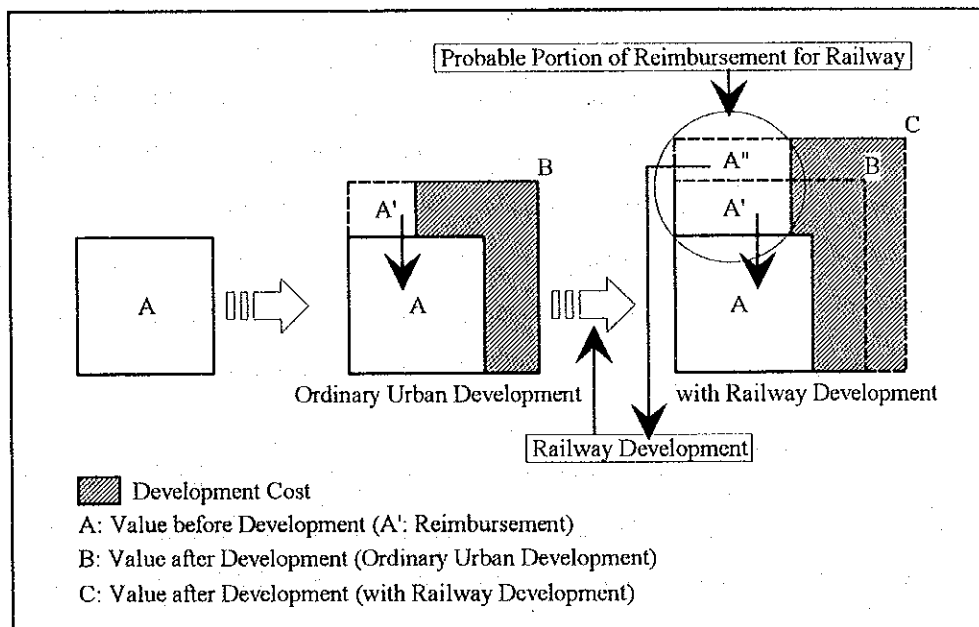 Probable Portion of Reimbursement for Railway
C
B
B
A"
A'
A'
A
A
A
Ordinary Urban Development
with Railway Development
Railway Development
Development Cost
A: Value before Development (A': Reimbursement)
B: Value after Development (Ordinary Urban Development)
C: Value after Development (with Railway Development)